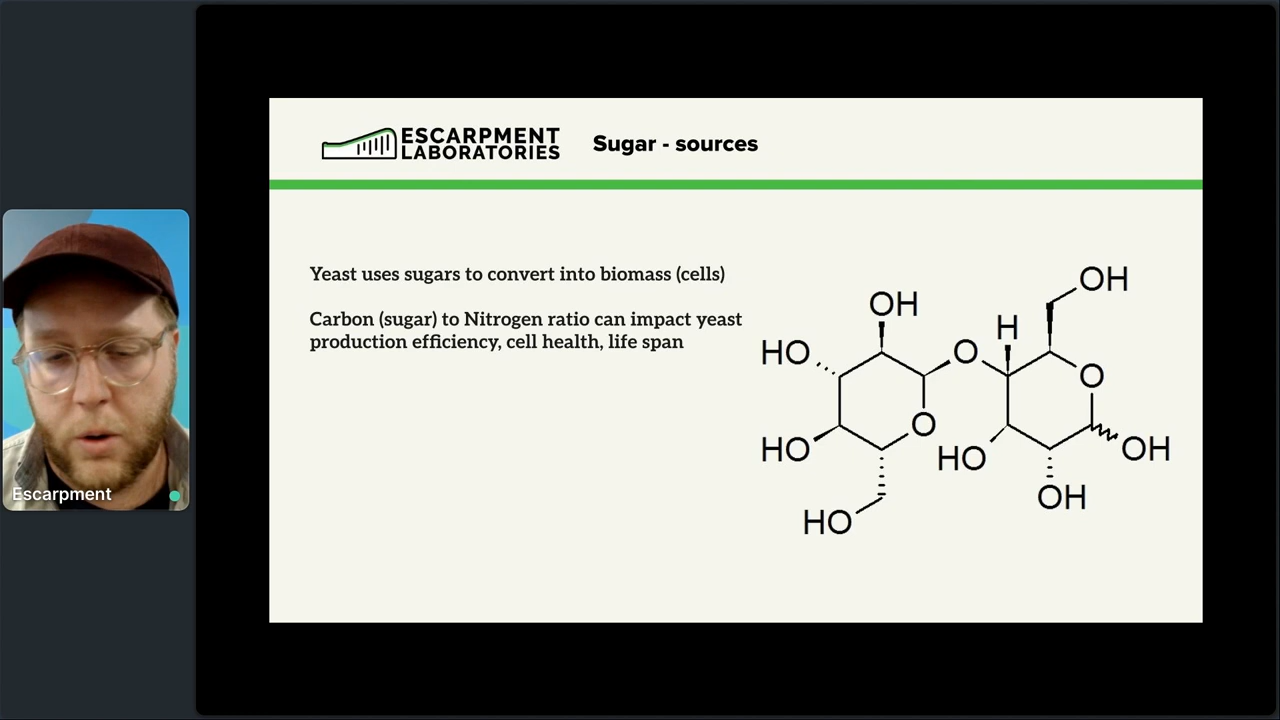 ESCARPMENT
LABORATORIES
Sugar - sources
Yeast uses sugars to convert into biomass (cells)
Carbon (sugar) to Nitrogen ratio can impact yeast
production efficiency, cell health, life span
OH
OH
H
HO
O
O
O
HO
HO
OH
OH
HO
Escarpment